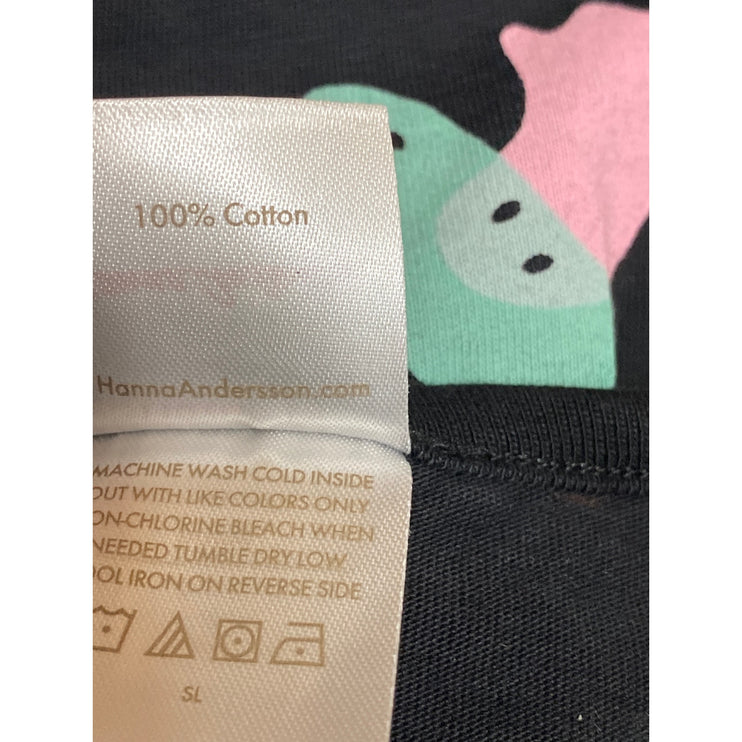 100% Cotton
HannaAndersson.com
MACHINE WASH COLD INSIDE
OUT WITH LIKE COLORS ONLY
ON-CHLORINE BLEACH WHEN
NEEDED TUMBLE DRY LOW
OOL IRON ON REVERSE SIDE
SL